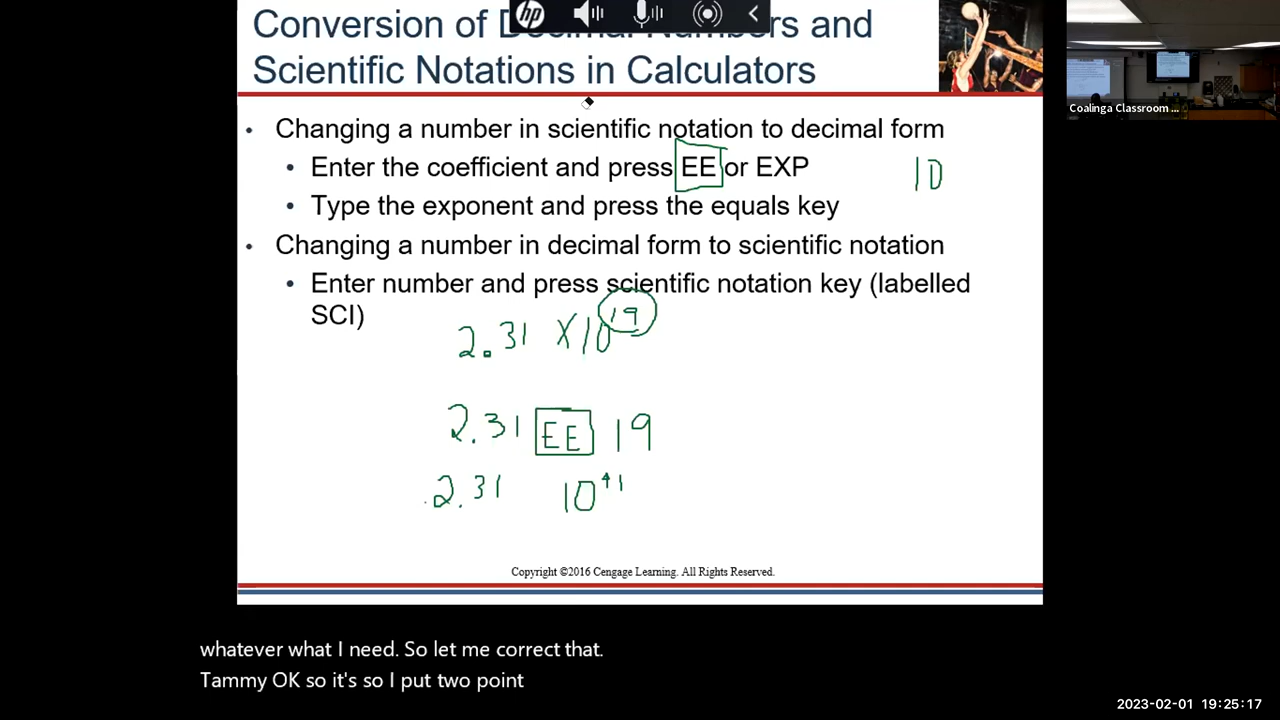 Conversion of Decimal Numbers and
Scientific Notations in Calculators
• Changing a number in scientific notation to decimal form
• Enter the coefficient and press EE or EXP
10
• Type the exponent and press the equals key
• Changing a number in decimal form to scientific notation
• Enter number and press scientific notation key (labelled
SCI)
2.31 X10^19
2.31 EE 19
2.31 10
Copyright ©2016 Cengage Learning. All Rights Reserved.
hp
Coalinga Classroom ...
whatever what I need. So let me correct that.
Tammy OK so it's so I put two point
2023-02-01 19:25:17